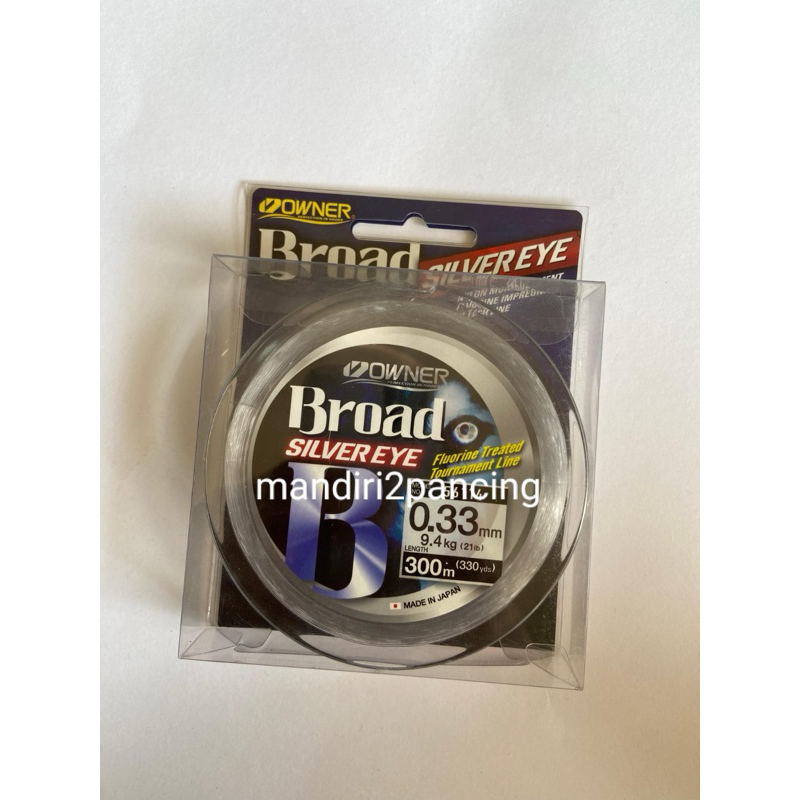 OWNER
Broad
SILVER EYE
OWNER
Broad
SILVER EYE
Fluorine Treated
Tournament Line
mandiri2pancing
0.33mm
9.4kg (21lb)
LENGTH
300m (330yds)
MADE IN JAPAN